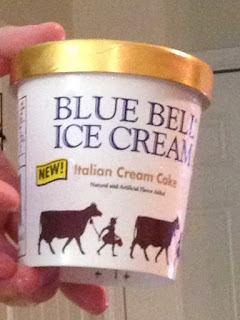 BLUE BELL
ICE CREAM
NEW! Italian Cream Cake
Natural and Artificial Flavor Added